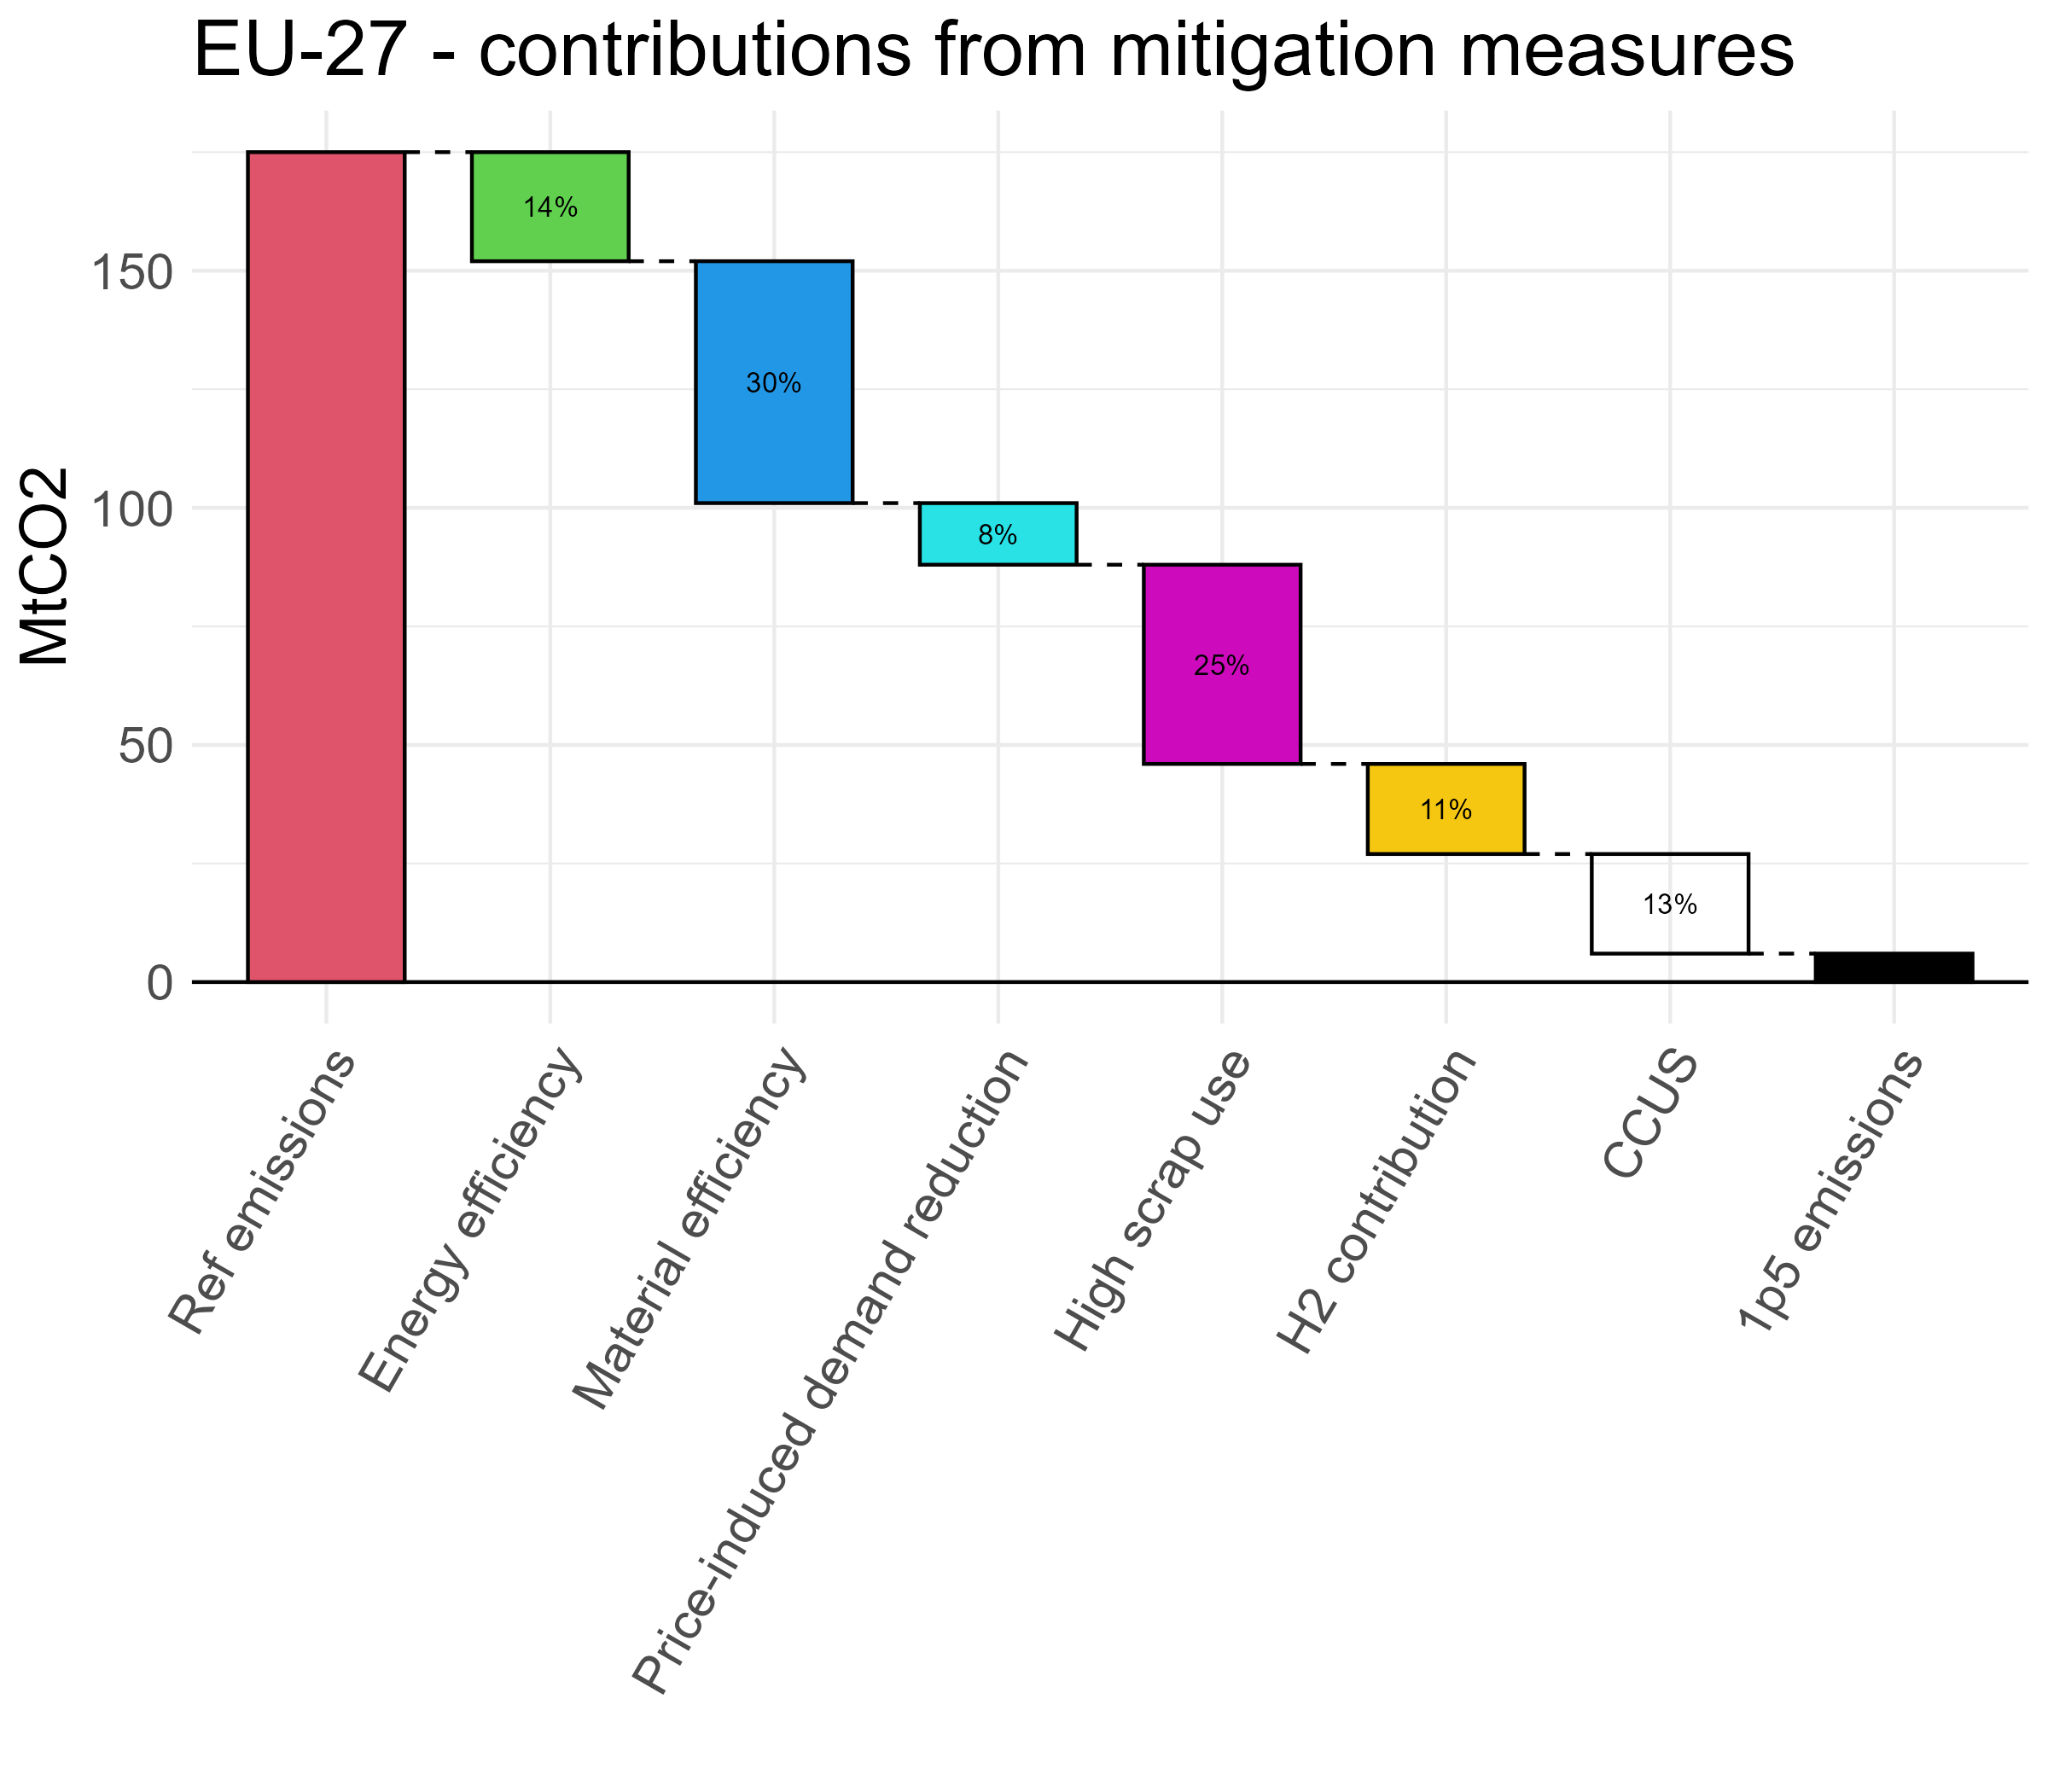 EU-27 - contributions from mitigation measures
MtCO2
150
100
50
0
14%
30%
8%
25%
11%
13%
Ref emissions
Energy efficiency
Material efficiency
Price-induced demand reduction
High scrap use
H2 contribution
CCUS
1p5 emissions